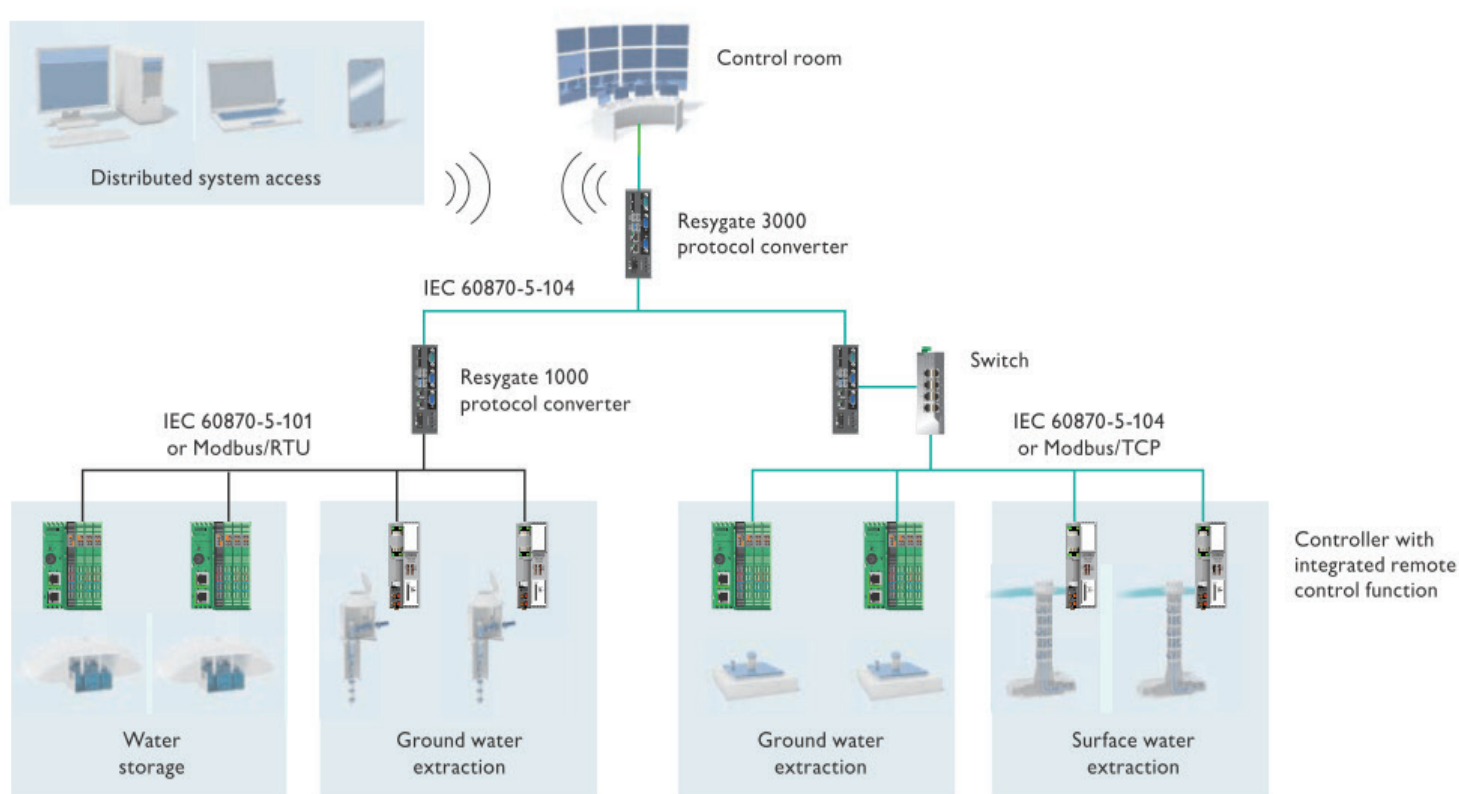 Control room
Distributed system access
Resygate 3000
protocol converter
IEC 60870-5-104
Resygate 1000
protocol converter
Switch
IEC 60870-5-101
or Modbus/RTU
IEC 60870-5-104
or Modbus/TCP
Controller with
integrated remote
control function
Water
storage
Ground water
extraction
Ground water
extraction
Surface water
extraction